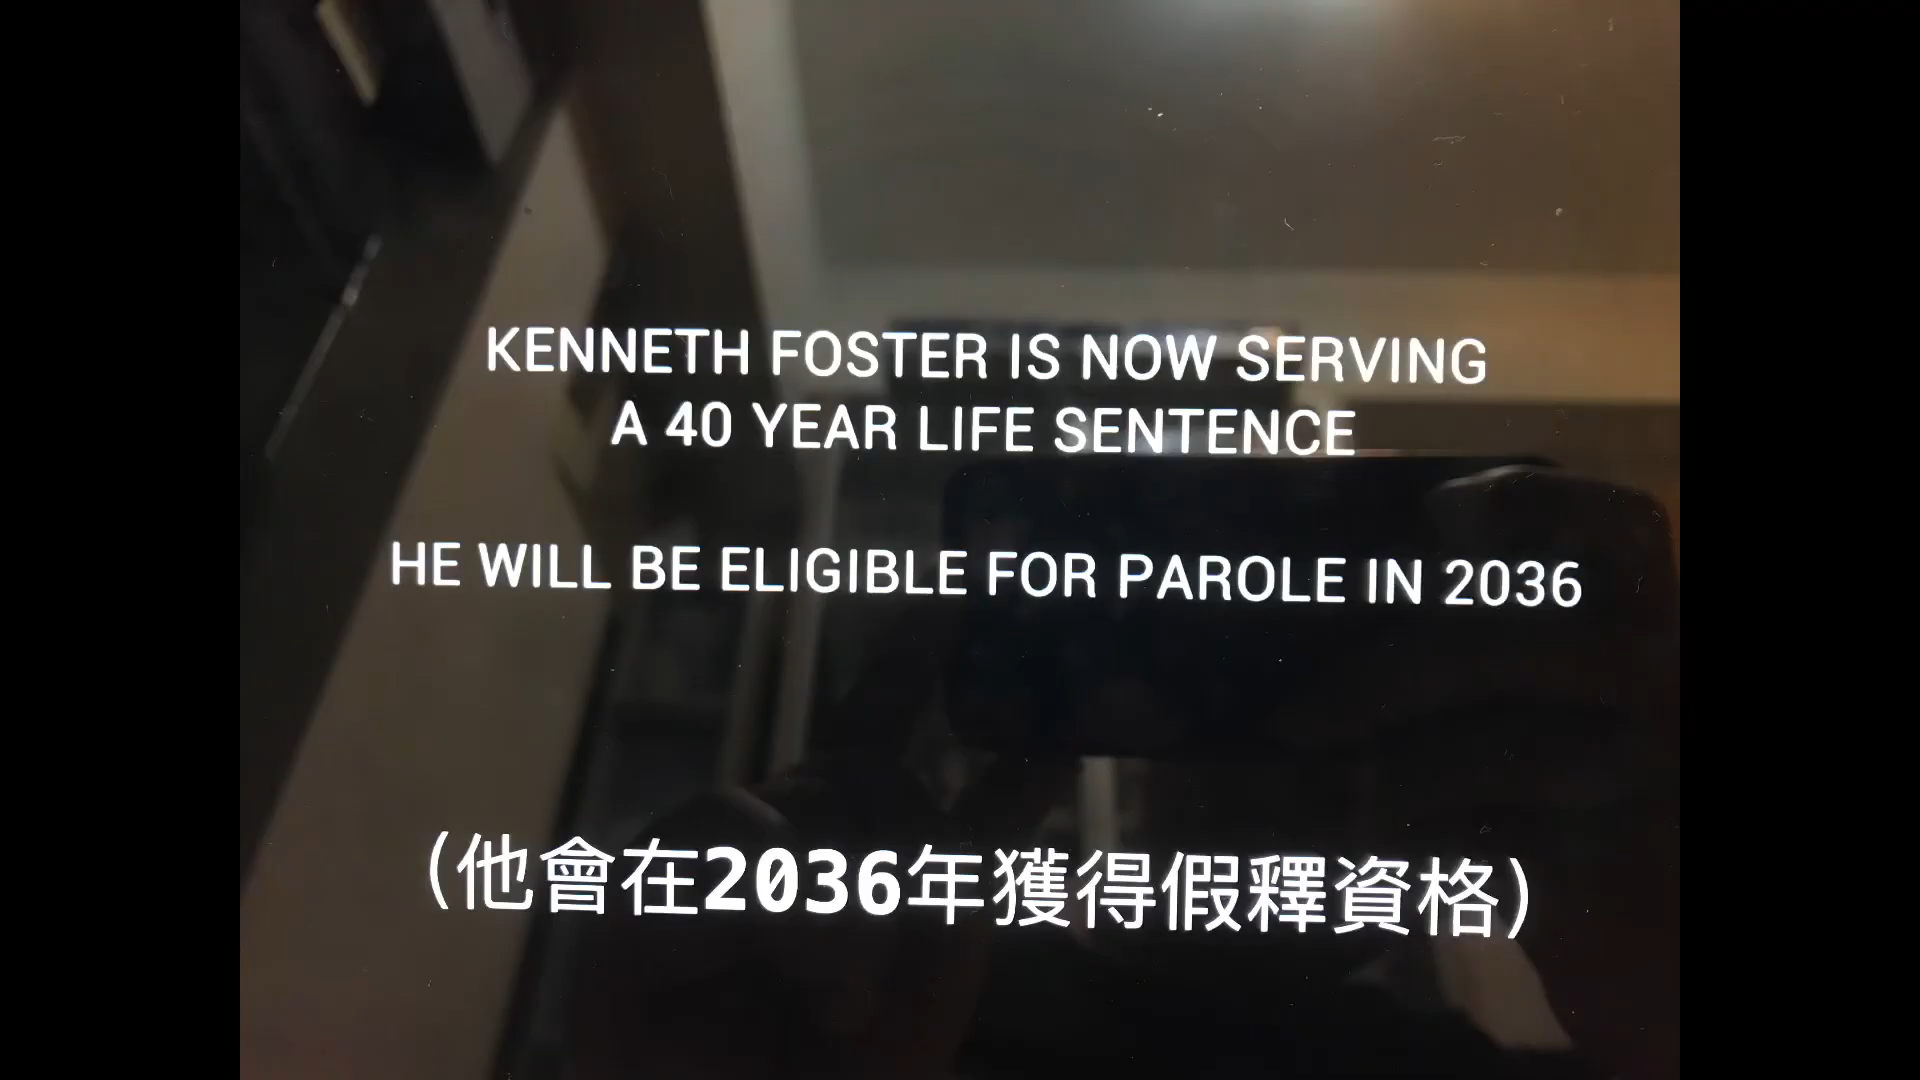 KENNETH FOSTER IS NOW SERVING
A 40 YEAR LIFE SENTENCE
HE WILL BE ELIGIBLE FOR PAROLE IN 2036
(他會在2036年獲得假釋資格)